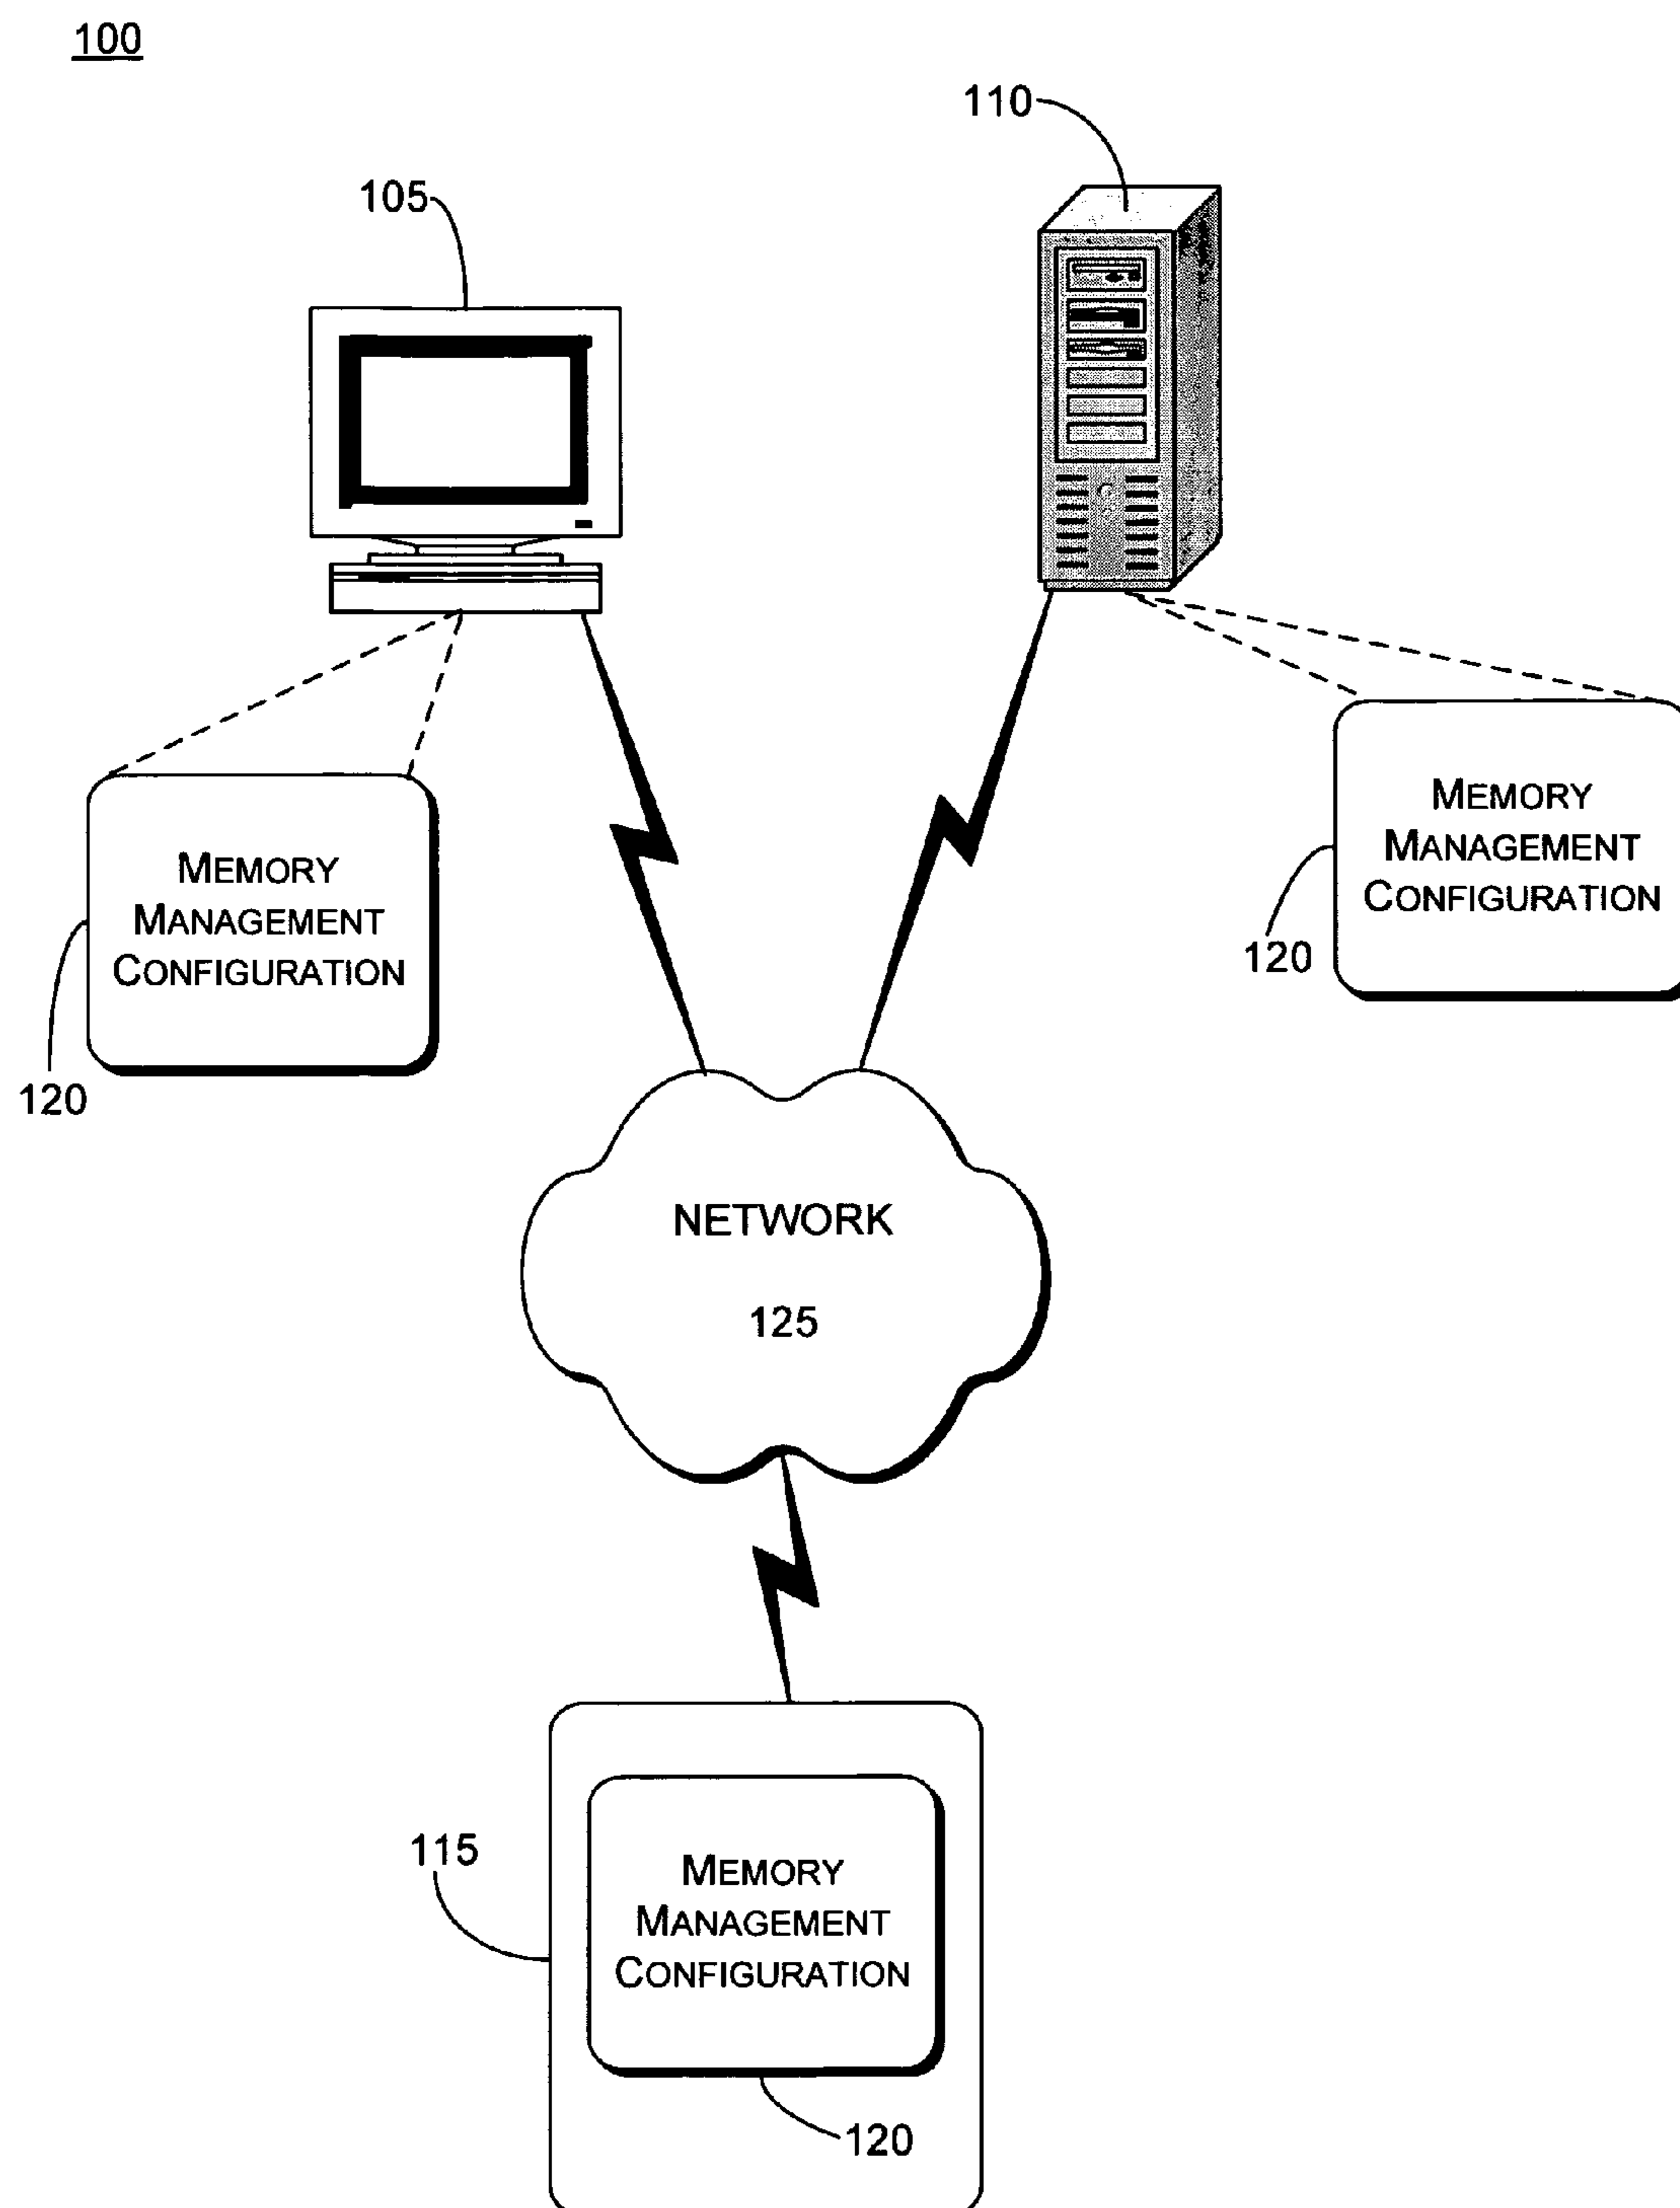 100
110
105
MEMORY
MANAGEMENT
CONFIGURATION
120
MEMORY
MANAGEMENT
CONFIGURATION
120
NETWORK
125
115
MEMORY
MANAGEMENT
CONFIGURATION
120